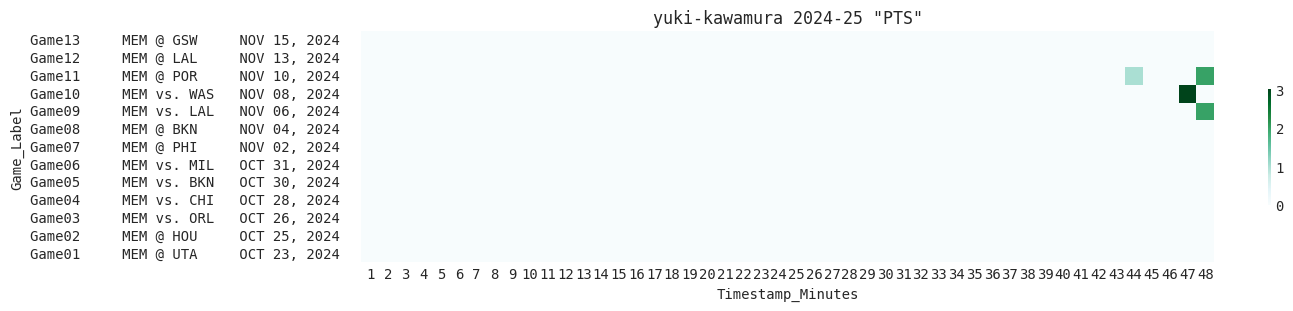 yuki-kawamura 2024-25 "PTS"
Game_Label
Game13 MEM @ GSW NOV 15, 2024
Game12 MEM @ LAL NOV 13, 2024
Game11 MEM @ POR NOV 10, 2024
Game10 MEM vs. WAS NOV 08, 2024
Game09 MEM vs. LAL NOV 06, 2024
Game08 MEM @ BKN NOV 04, 2024
Game07 MEM @ PHI NOV 02, 2024
Game06 MEM vs. MIL OCT 31, 2024
Game05 MEM vs. BKN OCT 30, 2024
Game04 MEM vs. CHI OCT 28, 2024
Game03 MEM vs. ORL OCT 26, 2024
Game02 MEM @ HOU OCT 25, 2024
Game01 MEM @ UTA OCT 23, 2024
1 2 3 4 5 6 7 8 9 10 11 12 13 14 15 16 17 18 19 20 21 22 23 24 25 26 27 28 29 30 31 32 33 34 35 36 37 38 39 40 41 42 43 44 45 46 47 48
Timestamp_Minutes
3
2
1
0